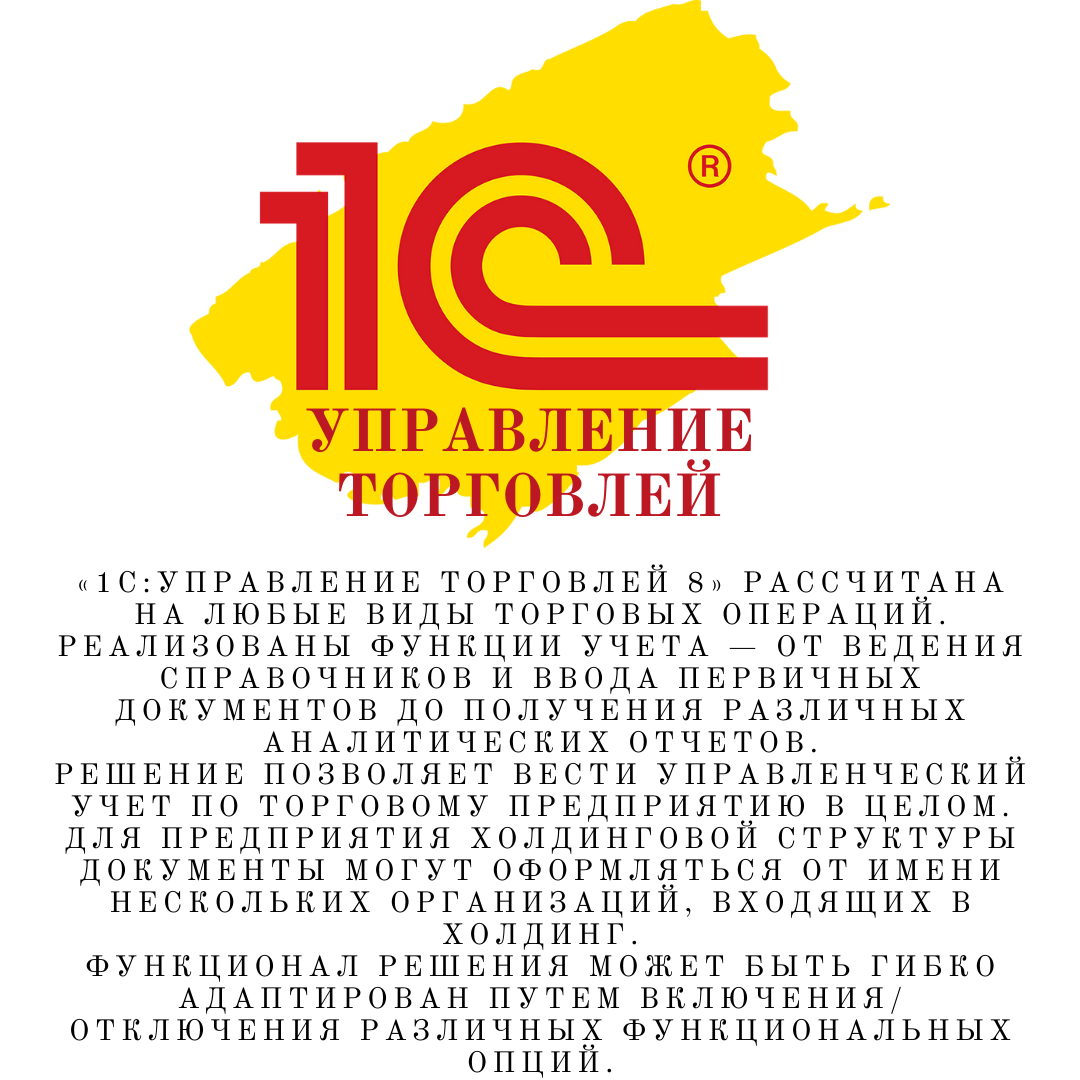 1С®
УПРАВЛЕНИЕ
ТОРГОВЛЕЙ
«1С:УПРАВЛЕНИЕ ТОРГОВЛЕЙ 8» РАССЧИТАНА
НА ЛЮБЫЕ ВИДЫ ТОРГОВЫХ ОПЕРАЦИЙ.
РЕАЛИЗОВАНЫ ФУНКЦИИ УЧЕТА — ОТ ВЕДЕНИЯ
СПРАВОЧНИКОВ И ВВОДА ПЕРВИЧНЫХ
ДОКУМЕНТОВ ДО ПОЛУЧЕНИЯ РАЗЛИЧНЫХ
АНАЛИТИЧЕСКИХ ОТЧЕТОВ.
РЕШЕНИЕ ПОЗВОЛЯЕТ ВЕСТИ УПРАВЛЕНЧЕСКИЙ
УЧЕТ ПО ТОРГОВОМУ ПРЕДПРИЯТИЮ В ЦЕЛОМ.
ДЛЯ ПРЕДПРИЯТИЯ ХОЛДИНГОВОЙ СТРУКТУРЫ
ДОКУМЕНТЫ МОГУТ ОФОРМЛЯТЬСЯ ОТ ИМЕНИ
НЕСКОЛЬКИХ ОРГАНИЗАЦИЙ, ВХОДЯЩИХ В
ХОЛДИНГ.
ФУНКЦИОНАЛ РЕШЕНИЯ МОЖЕТ БЫТЬ ГИБКО
АДАПТИРОВАН ПУТЕМ ВКЛЮЧЕНИЯ/
ОТКЛЮЧЕНИЯ РАЗЛИЧНЫХ ФУНКЦИОНАЛЬНЫХ
ОПЦИЙ.